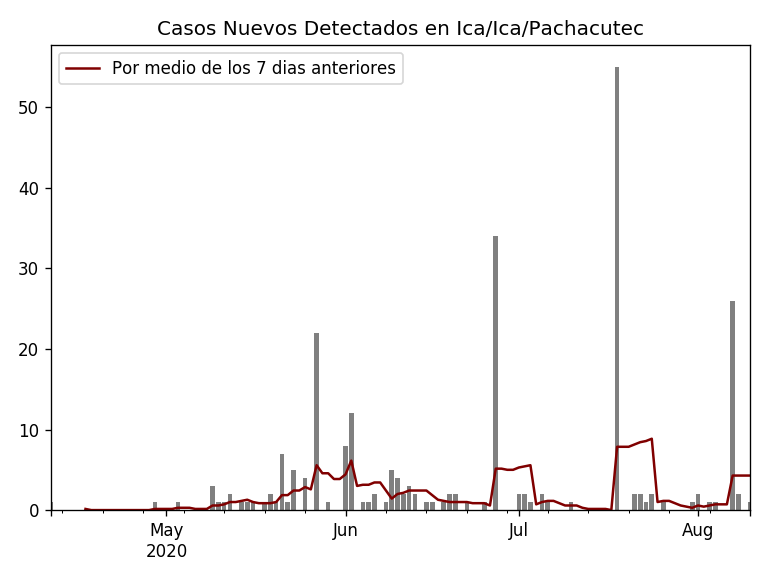 Casos Nuevos Detectados en Ica/Ica/Pachacutec
Por medio de los 7 dias anteriores
50
40
30
20
10
0
May Jun Jul Aug
2020